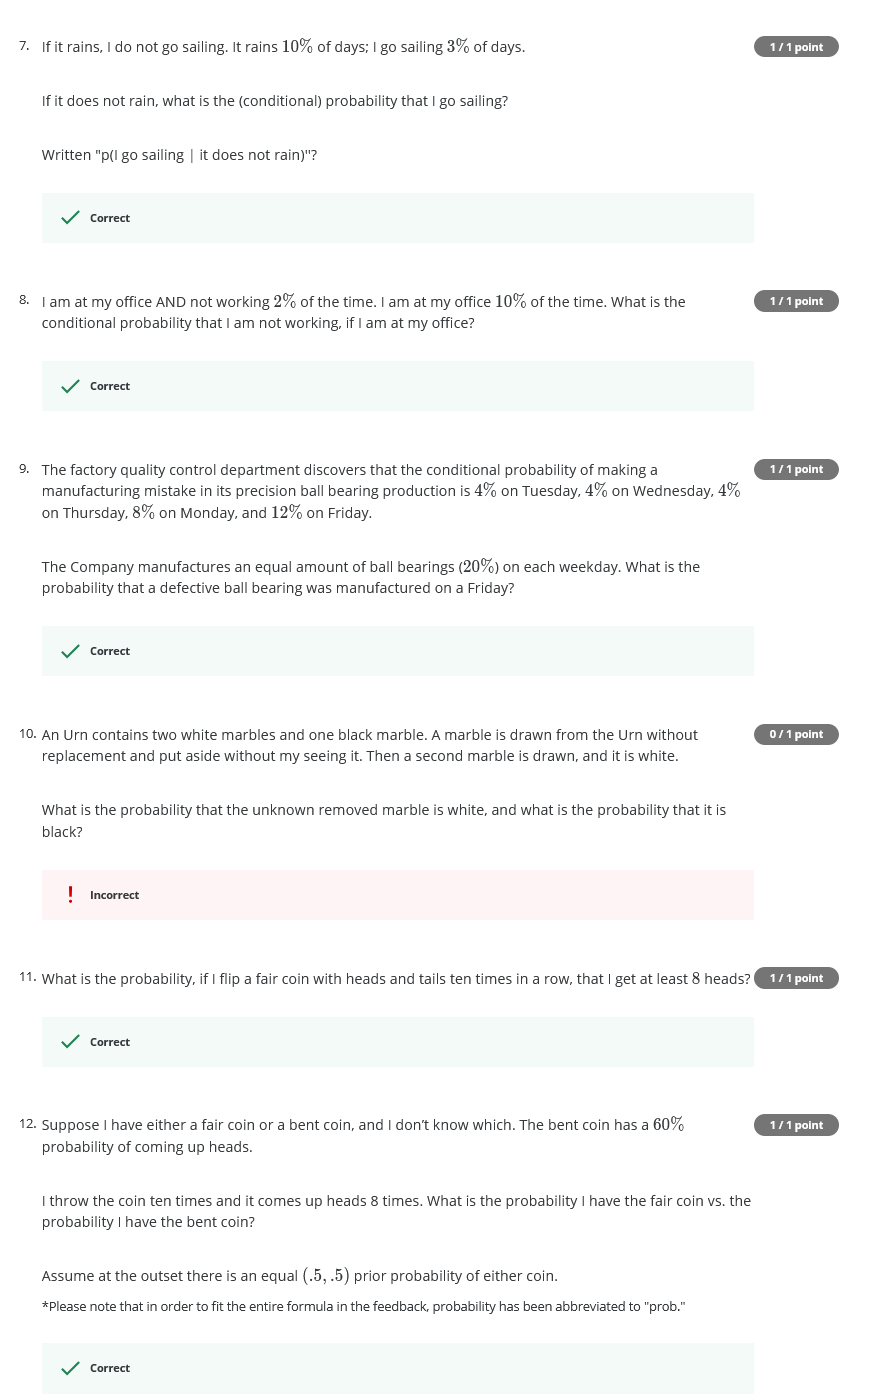 7. If it rains, I do not go sailing. It rains 10% of days; I go sailing 3% of days.
1 / 1 point
If it does not rain, what is the (conditional) probability that I go sailing?
Written "p(I go sailing | it does not rain)"?
Correct
8. I am at my office AND not working 2% of the time. I am at my office 10% of the time. What is the
1 / 1 point
conditional probability that I am not working, if I am at my office?
Correct
9. The factory quality control department discovers that the conditional probability of making a
1 / 1 point
manufacturing mistake in its precision ball bearing production is 4% on Tuesday, 4% on Wednesday, 4%
on Thursday, 8% on Monday, and 12% on Friday.
The Company manufactures an equal amount of ball bearings (20%) on each weekday. What is the
probability that a defective ball bearing was manufactured on a Friday?
Correct
10. An Urn contains two white marbles and one black marble. A marble is drawn from the Urn without
0 / 1 point
replacement and put aside without my seeing it. Then a second marble is drawn, and it is white.
What is the probability that the unknown removed marble is white, and what is the probability that it is
black?
Incorrect
11. What is the probability, if I flip a fair coin with heads and tails ten times in a row, that I get at least 8 heads?
1 / 1 point
Correct
12. Suppose I have either a fair coin or a bent coin, and I don’t know which. The bent coin has a 60%
1 / 1 point
probability of coming up heads.
I throw the coin ten times and it comes up heads 8 times. What is the probability I have the fair coin vs. the
probability I have the bent coin?
Assume at the outset there is an equal (.5, .5) prior probability of either coin.
*Please note that in order to fit the entire formula in the feedback, probability has been abbreviated to "prob."
Correct